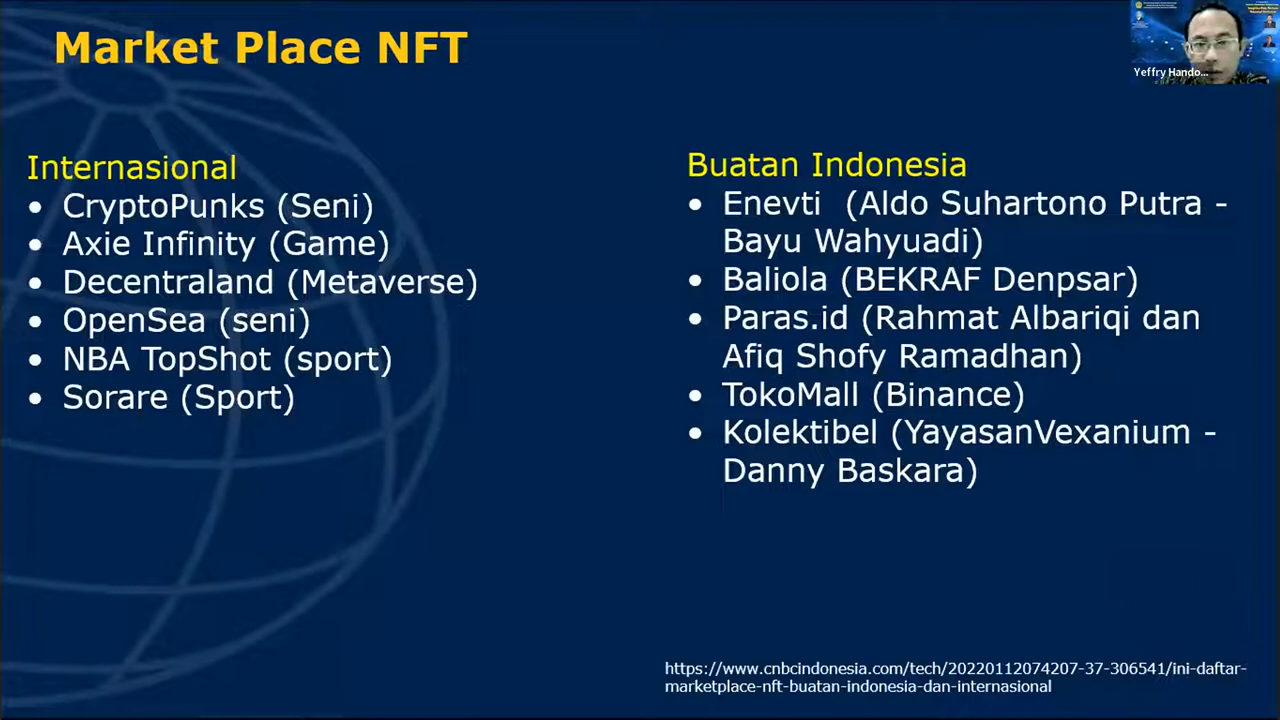 Market Place NFT
Yeffry Hando...
Internasional
• CryptoPunks (Seni)
• Axie Infinity (Game)
• Decentraland (Metaverse)
• OpenSea (seni)
• NBA TopShot (sport)
• Sorare (Sport)
Buatan Indonesia
• Enevti (Aldo Suhartono Putra -
Bayu Wahyuadi)
• Baliola (BEKRAF Denpsar)
• Paras.id (Rahmat Albariqi dan
Afiq Shofy Ramadhan)
• TokoMall (Binance)
• Kolektibel (YayasanVexanium -
Danny Baskara)
https://www.cnbcindonesia.com/tech/20220112074207-37-306541/ini-daftar-
marketplace-nft-buatan-indonesia-dan-internasional